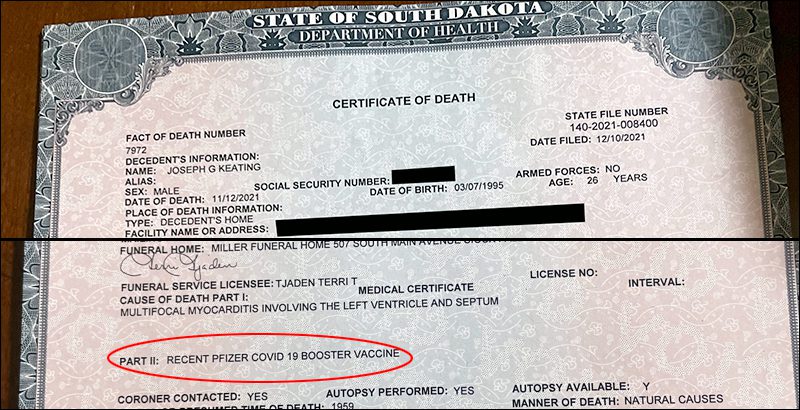 STATE OF SOUTH DAKOTA
DEPARTMENT OF HEALTH
CERTIFICATE OF DEATH
STATE FILE NUMBER
140-2021-008400
FACT OF DEATH NUMBER
DATE FILED: 12/10/2021
7972
DECEDENT'S INFORMATION:
NAME: JOSEPH G KEATING
ALIAS:
SOCIAL SECURITY NUMBER:
ARMED FORCES: NO
SEX: MALE
DATE OF BIRTH: 03/07/1995
AGE: 26 YEARS
DATE OF DEATH: 11/12/2021
PLACE OF DEATH INFORMATION:
TYPE: DECEDENT'S HOME
FACILITY NAME OR ADDRESS:
FUNERAL HOME: MILLER FUNERAL HOME 507 SOUTH MAIN AVENUE
Terri Tjaden
FUNERAL SERVICE LICENSEE: TJADEN TERRI T
LICENSE NO:
MEDICAL CERTIFICATE
INTERVAL:
CAUSE OF DEATH PART I:
MULTIFOCAL MYOCARDITIS INVOLVING THE LEFT VENTRICLE AND SEPTUM
PART II: RECENT PFIZER COVID 19 BOOSTER VACCINE
CORONER CONTACTED: YES AUTOPSY PERFORMED: YES AUTOPSY AVAILABLE: Y
TIME OF DEATH: 1959 MANNER OF DEATH: NATURAL CAUSES